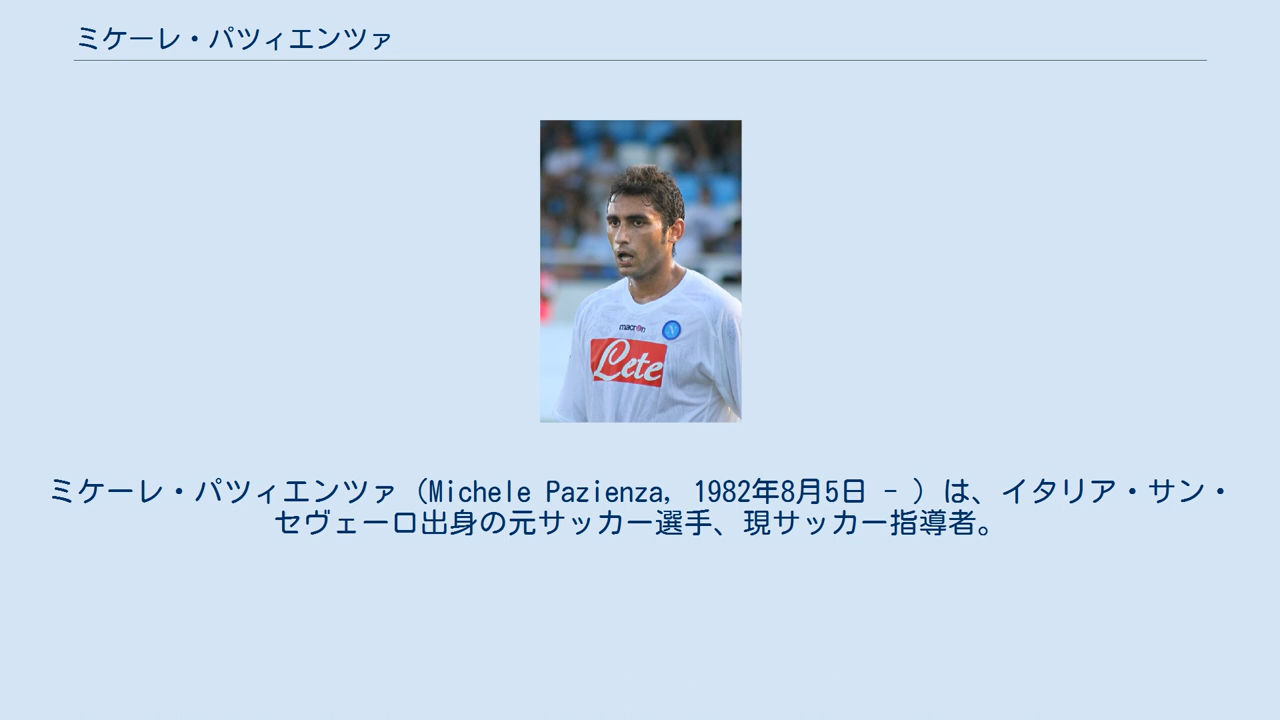 ミケーレ・パツィエンツァ
macron
N
Lete
ミケーレ・パツィエンツァ（Michele Pazienza, 1982年8月5日 - ）は、イタリア・サン・
セヴェーロ出身の元サッカー選手、現サッカー指導者。